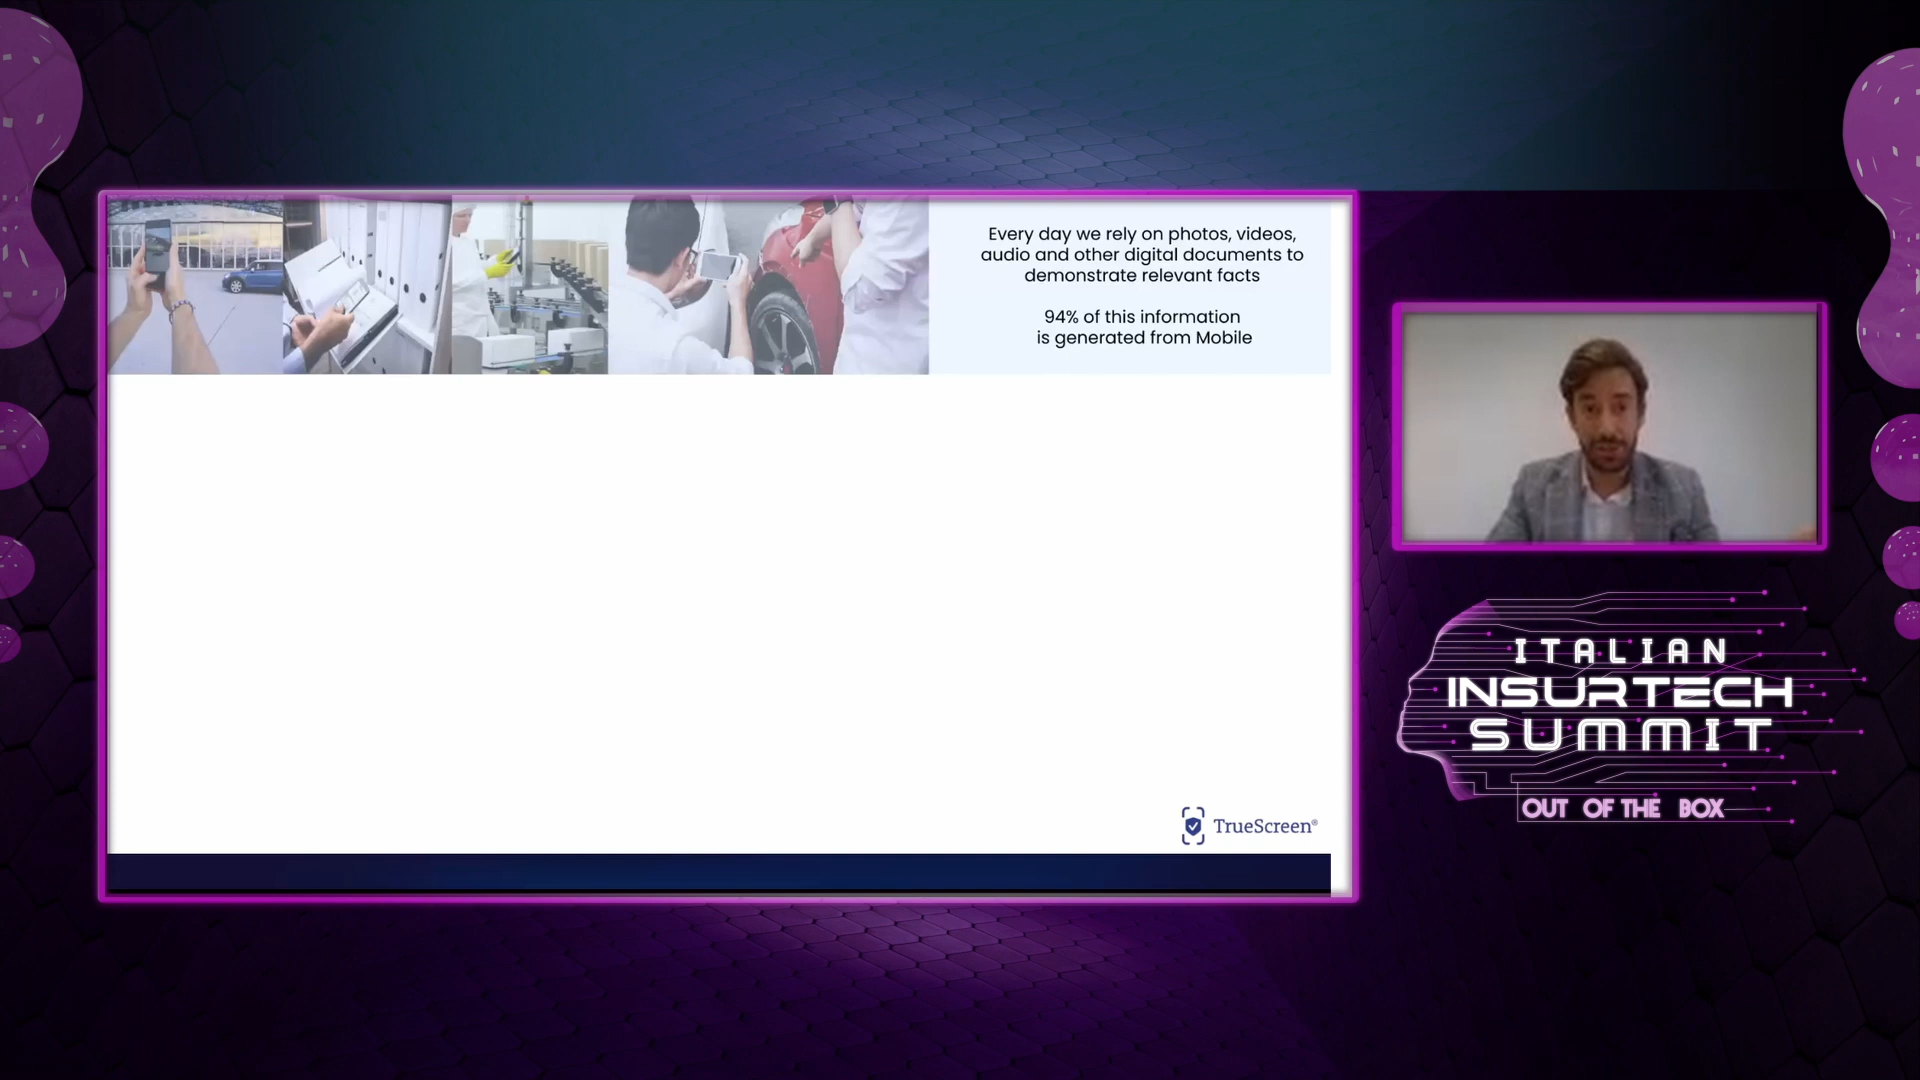 Every day we rely on photos, videos,
audio and other digital documents to
demonstrate relevant facts
94% of this information
is generated from Mobile
TrueScreen®
ITALIAN
INSURTECH
SUMMIT
OUT OF THE BOX